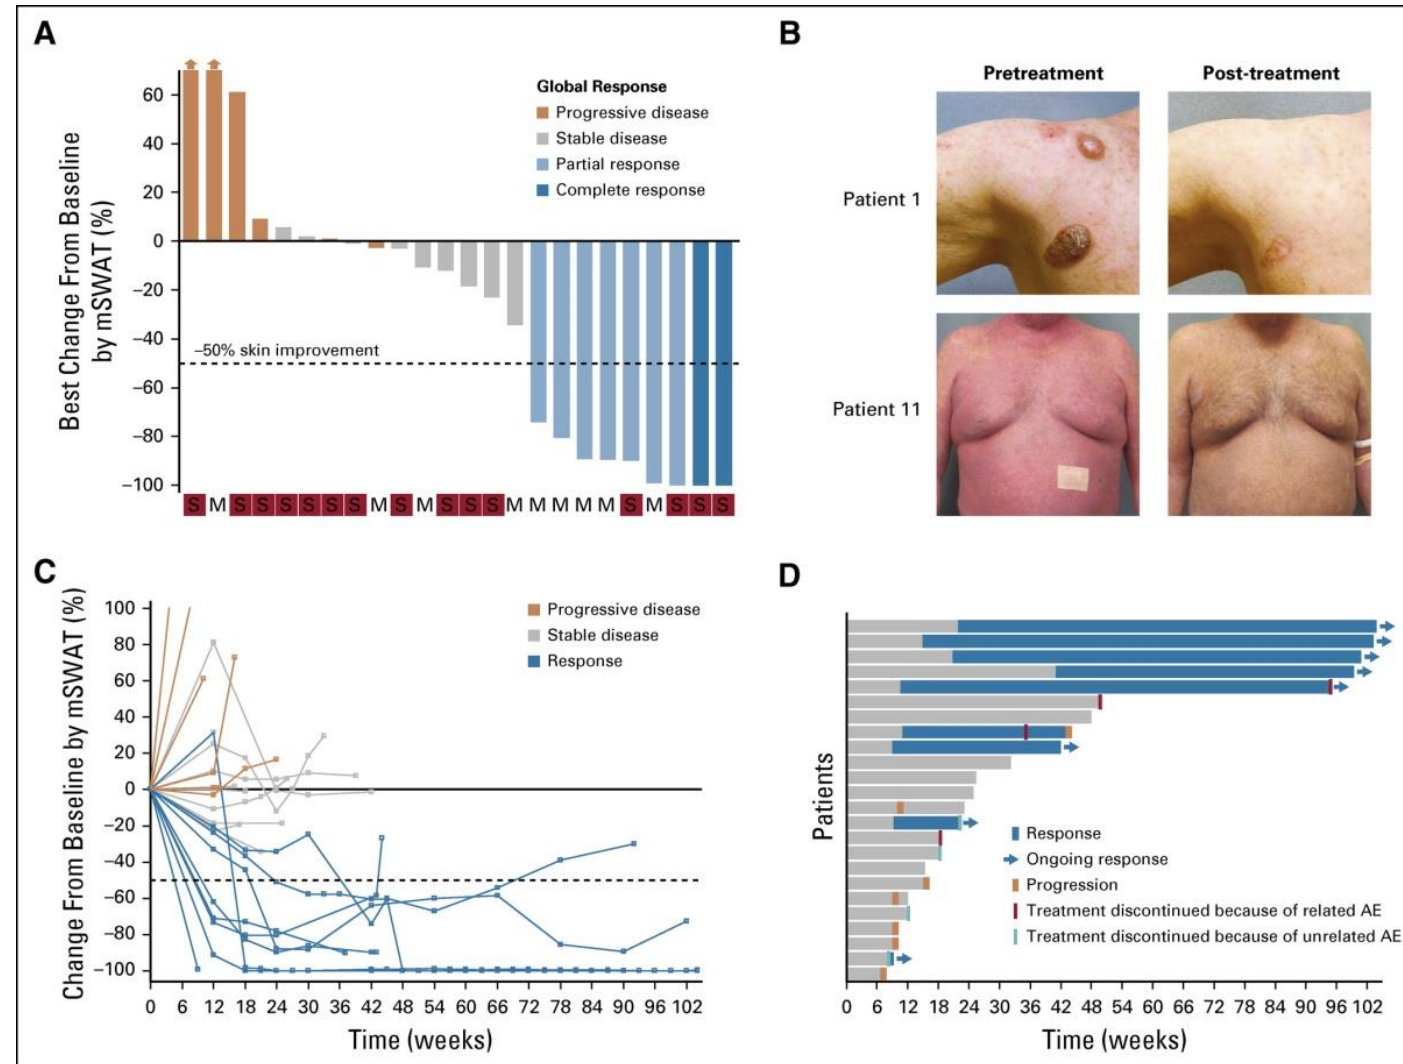 A
Best Change From Baseline
by mSWAT (%)
60
40
20
0
−20
−40
−60
−80
−100
−50% skin improvement
Global Response
Progressive disease
Stable disease
Partial response
Complete response
S M S S S S S S M S M S S S M M M M M S M S S S
B
Pretreatment
Post-treatment
Patient 1
Patient 11
C
Change From Baseline by mSWAT (%)
100
80
60
40
20
0
−20
−40
−60
−80
−100
Progressive disease
Stable disease
Response
0 6 12 18 24 30 36 42 48 54 60 66 72 78 84 90 96 102
Time (weeks)
D
Patients
Response
Ongoing response
Progression
Treatment discontinued because of related AE
Treatment discontinued because of unrelated AE
0 6 12 18 24 30 36 42 48 54 60 66 72 78 84 90 96 102
Time (weeks)